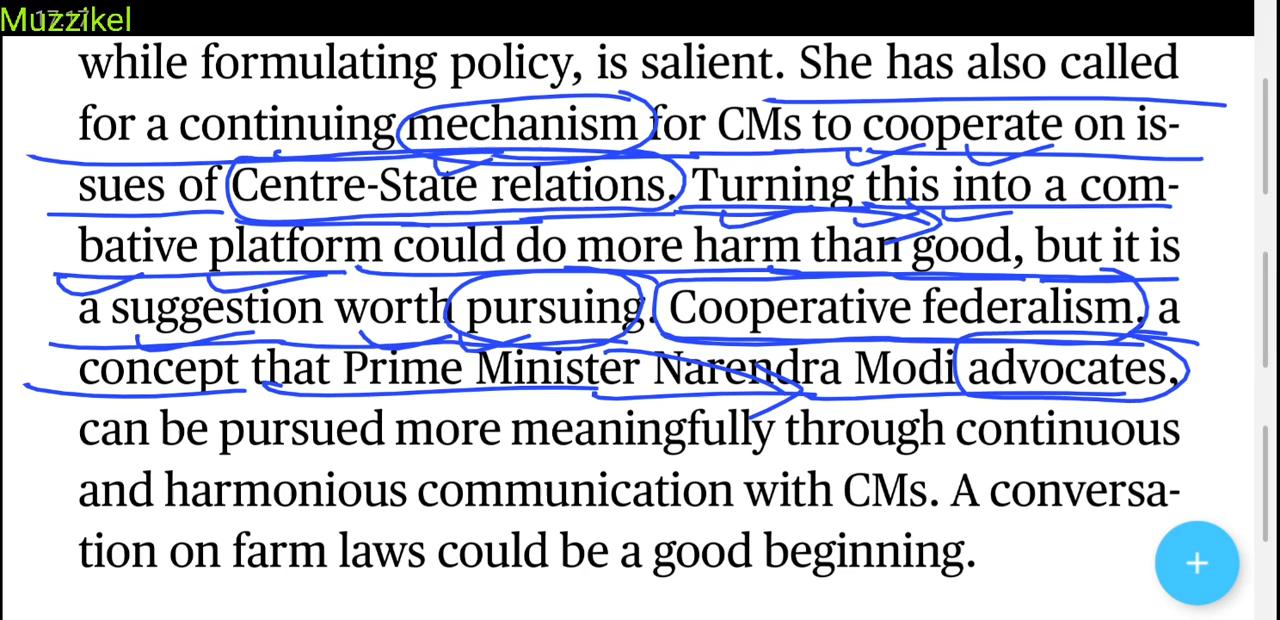 Muzzikel
while formulating policy, is salient. She has also called
for a continuing mechanism for CMs to cooperate on is-
sues of Centre-State relations. Turning this into a com-
bative platform could do more harm than good, but it is
a suggestion worth pursuing. Cooperative federalism, a
concept that Prime Minister Narendra Modi advocates,
can be pursued more meaningfully through continuous
and harmonious communication with CMs. A conversa-
tion on farm laws could be a good beginning.
+